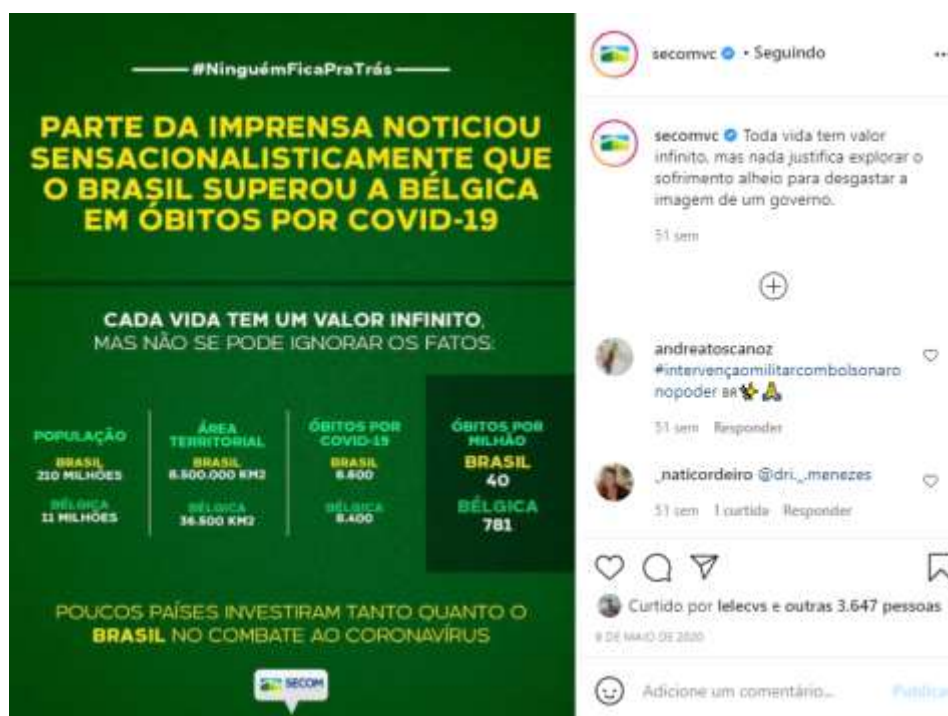 #NinguémFicaPraTrás
PARTE DA IMPRENSA NOTICIOU
SENSACIONALISTICAMENTE QUE
O BRASIL SUPEROU A BÉLGICA
EM ÓBITOS POR COVID-19
CADA VIDA TEM UM VALOR INFINITO,
MAS NÃO SE PODE IGNORAR OS FATOS:
POPULAÇÃO
BRASIL
210 MILHÕES
BÉLGICA
11 MILHÕES
ÁREA
TERRITORIAL
BRASIL
8.500.000 KM2
BÉLGICA
36.500 KM2
ÓBITOS POR
COVID-19
BRASIL
8.600
BÉLGICA
8.400
ÓBITOS POR
MILHÃO
BRASIL
40
BÉLGICA
781
POUCOS PAÍSES INVESTIRAM TANTO QUANTO O
BRASIL NO COMBATE AO CORONAVÍRUS
SECOM
secomvc • Seguindo
secomvc Toda vida tem valor
infinito, mas nada justifica explorar o
sofrimento alheio para desgastar a
imagem de um governo.
51 sem
andreatoscanoz
#intervençaomilitarcombolsonaro
nopoder BR
51 sem Responder
_naticordeiro @dri._.menezes
51 sem 1 curtida Responder
Curtido por lelecvs e outras 3.647 pessoas
DE MAIO DE 2020
Adicione um comentário...
Publicar